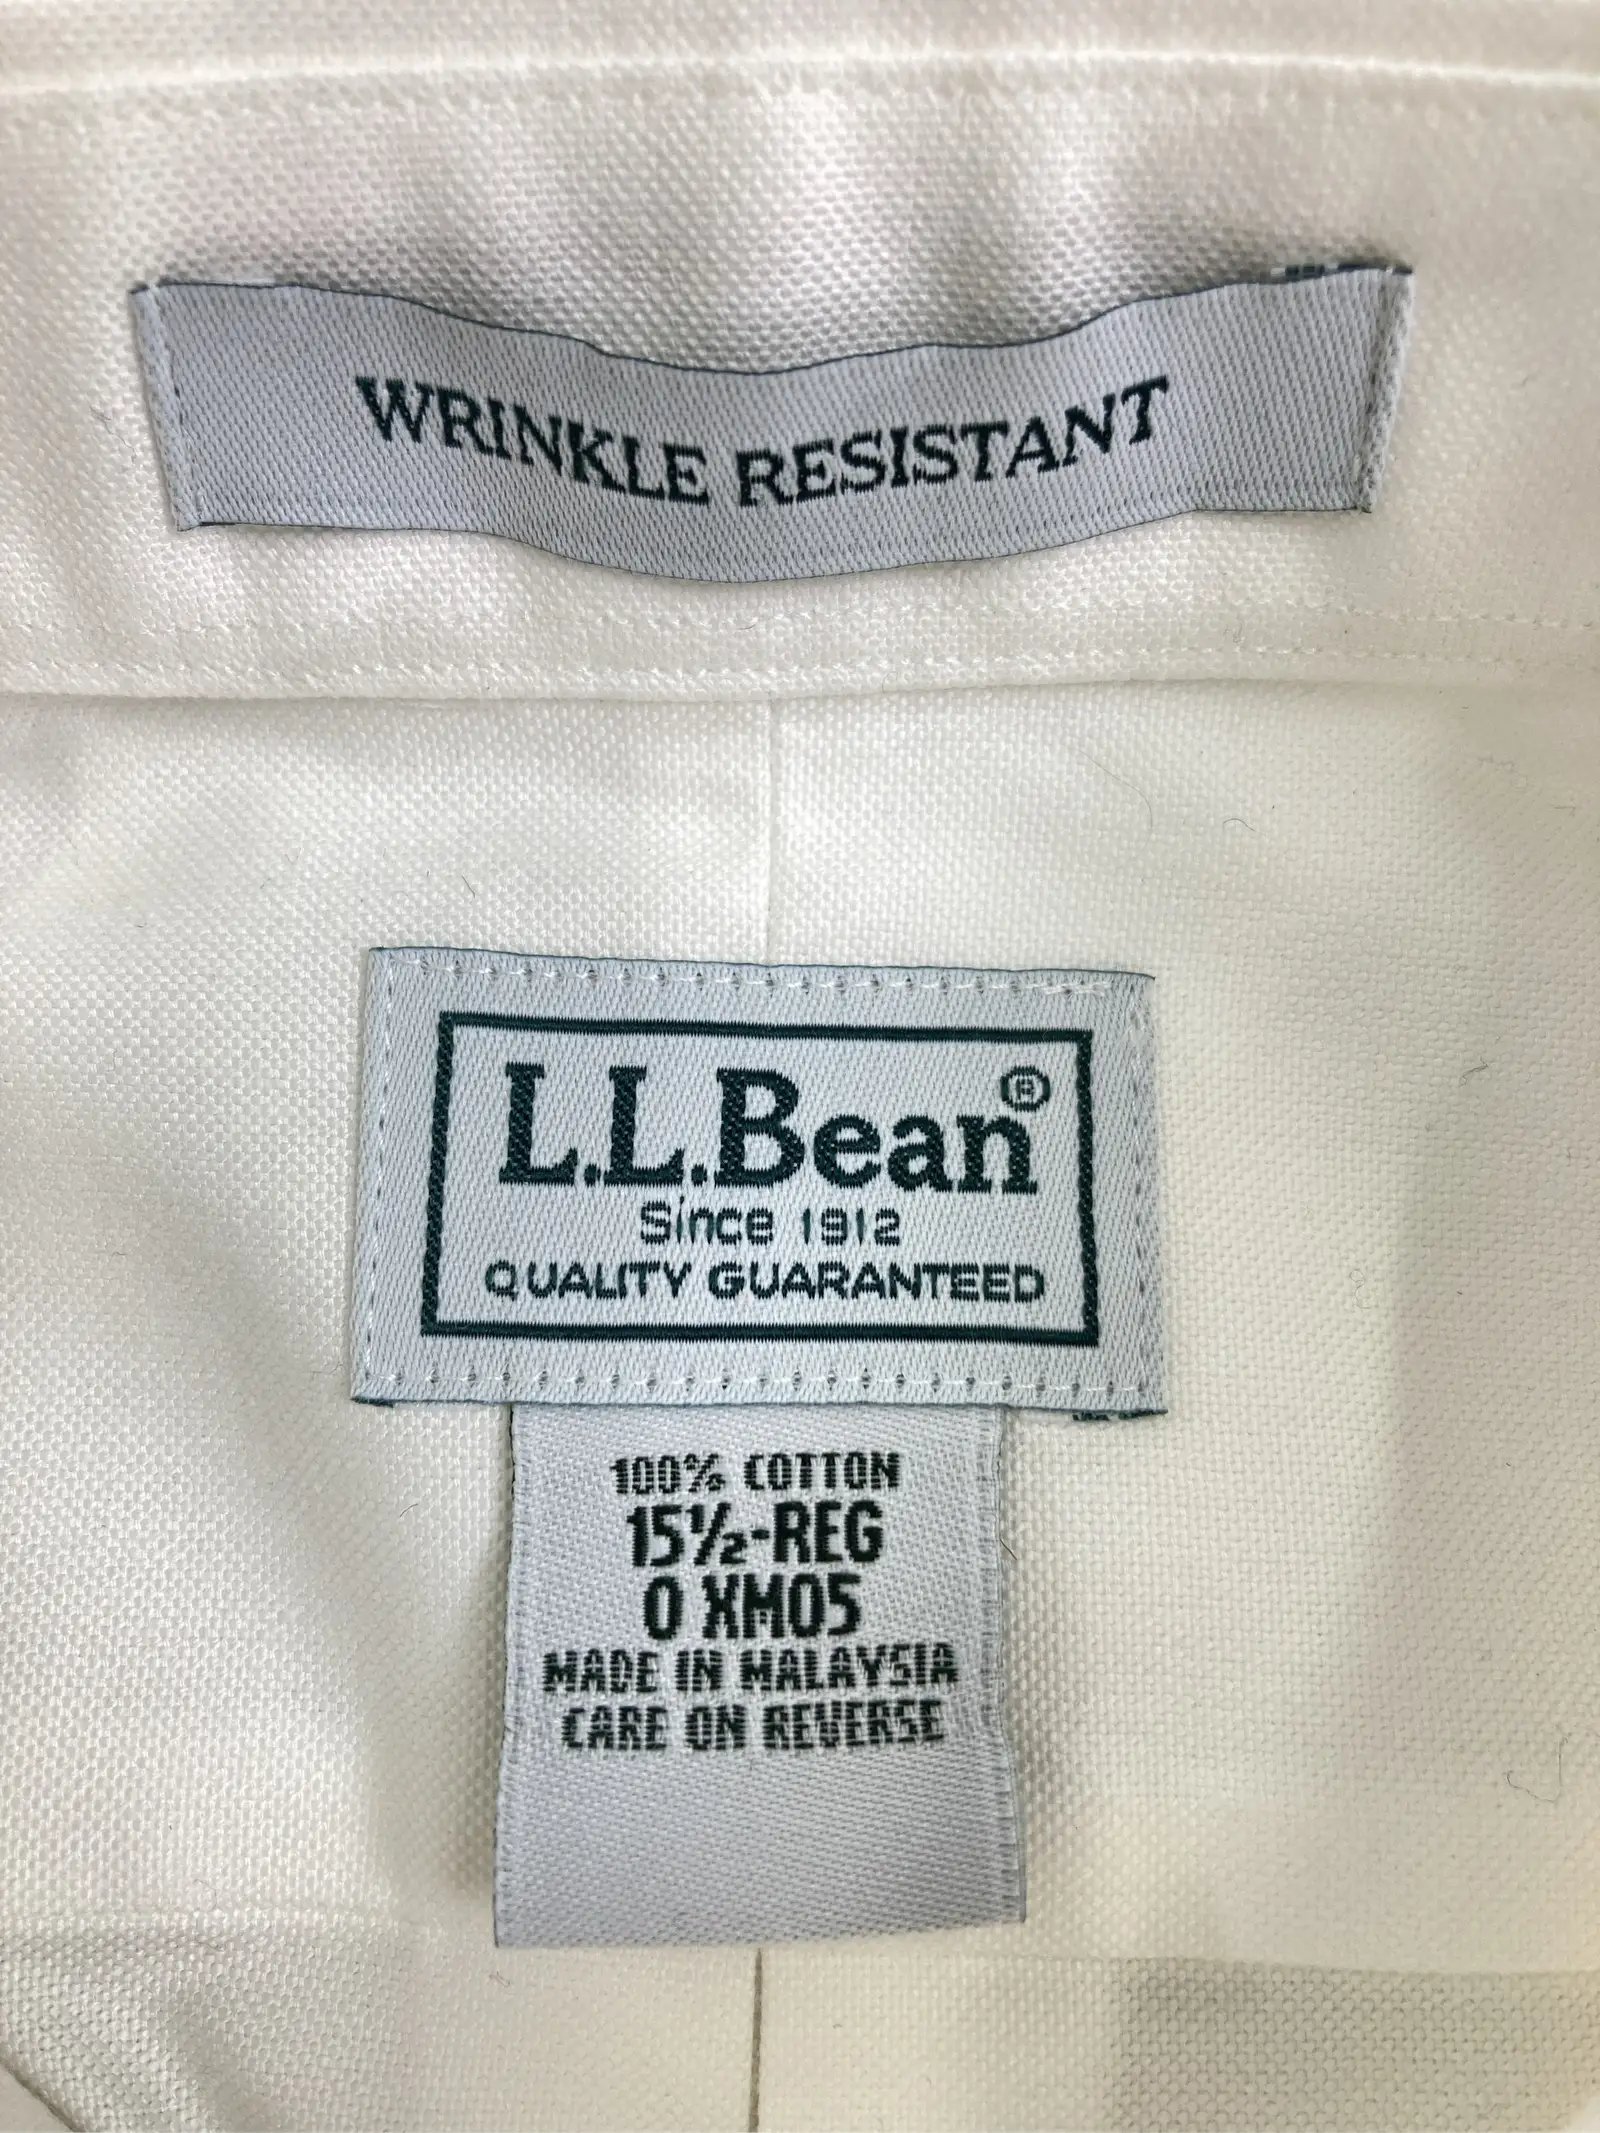 WRINKLE RESISTANT
L.L.Bean®
Since 1912
QUALITY GUARANTEED
100% COTTON
15½-REG
0 XM05
MADE IN MALAYSIA
CARE ON REVERSE